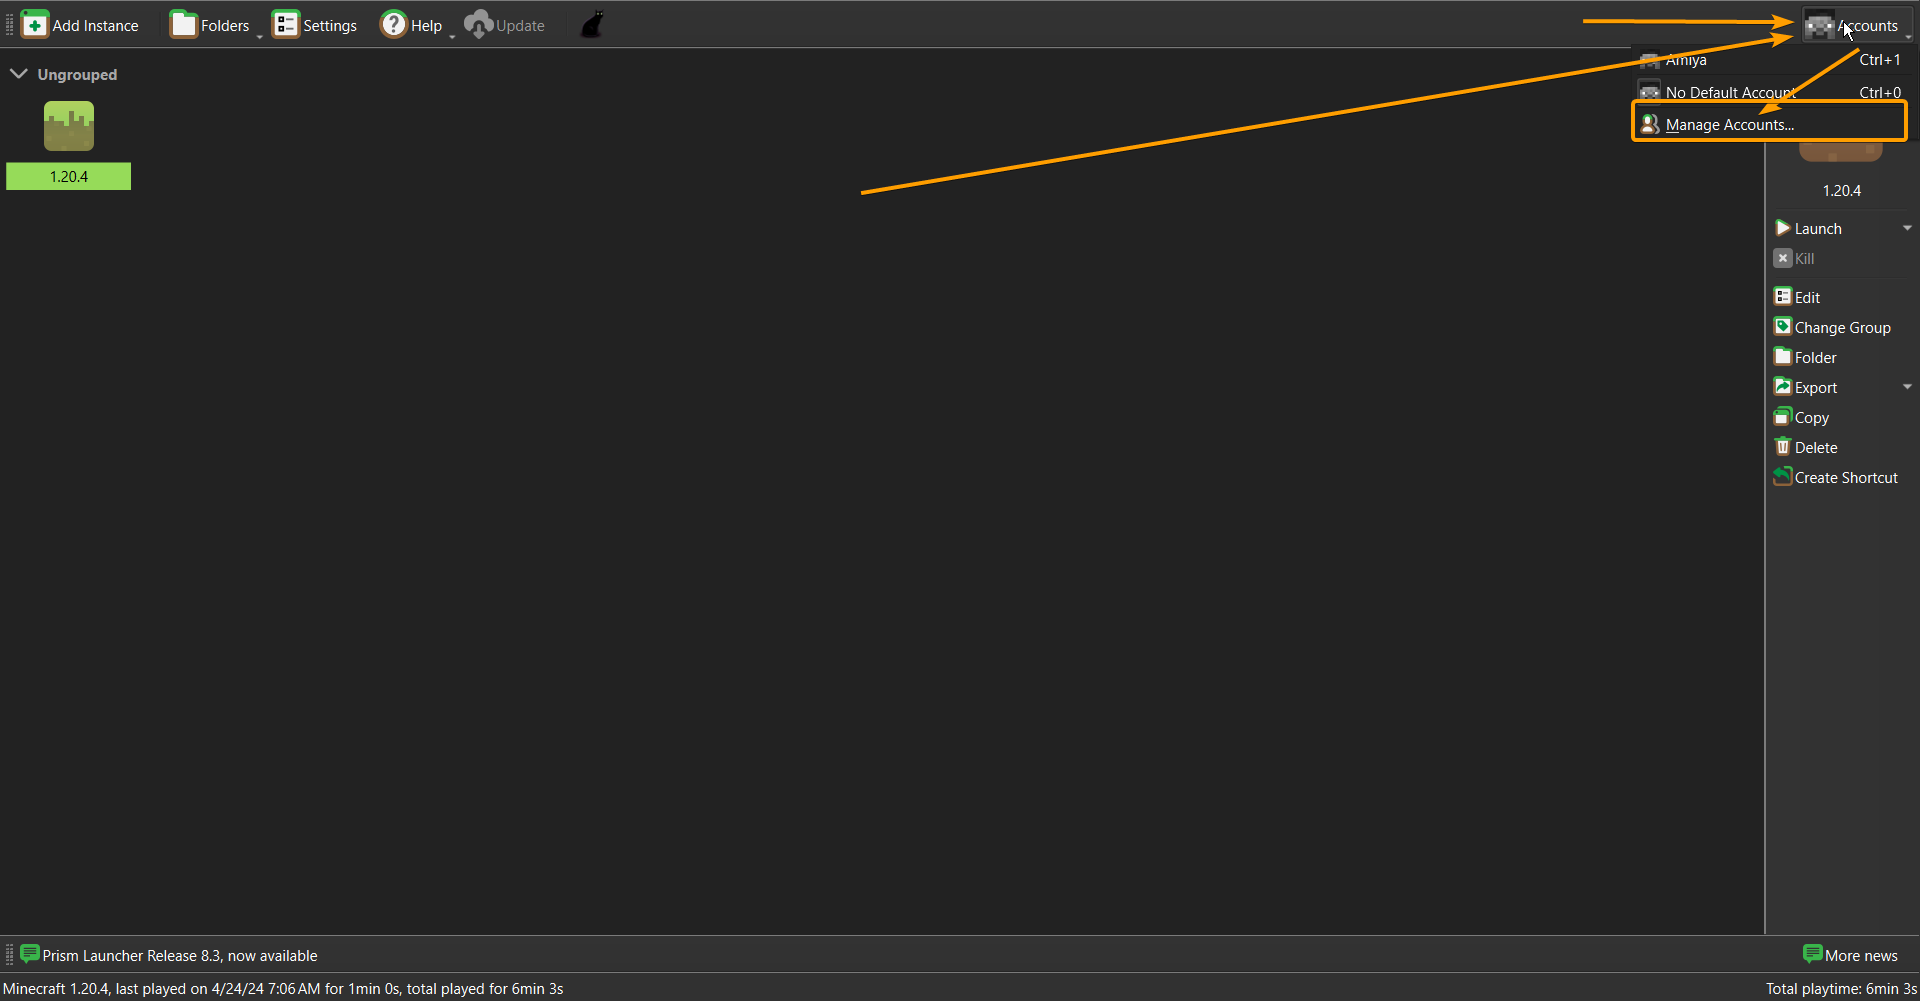 Add Instance Folders Settings Help Update Accounts
Ungrouped
Amiya Ctrl+1
No Default Account Ctrl+0
Manage Accounts...
1.20.4
1.20.4
Launch
Kill
Edit
Change Group
Folder
Export
Copy
Delete
Create Shortcut
Prism Launcher Release 8.3, now available More news
Minecraft 1.20.4, last played on 4/24/24 7:06 AM for 1min 0s, total played for 6min 3s Total playtime: 6min 3s